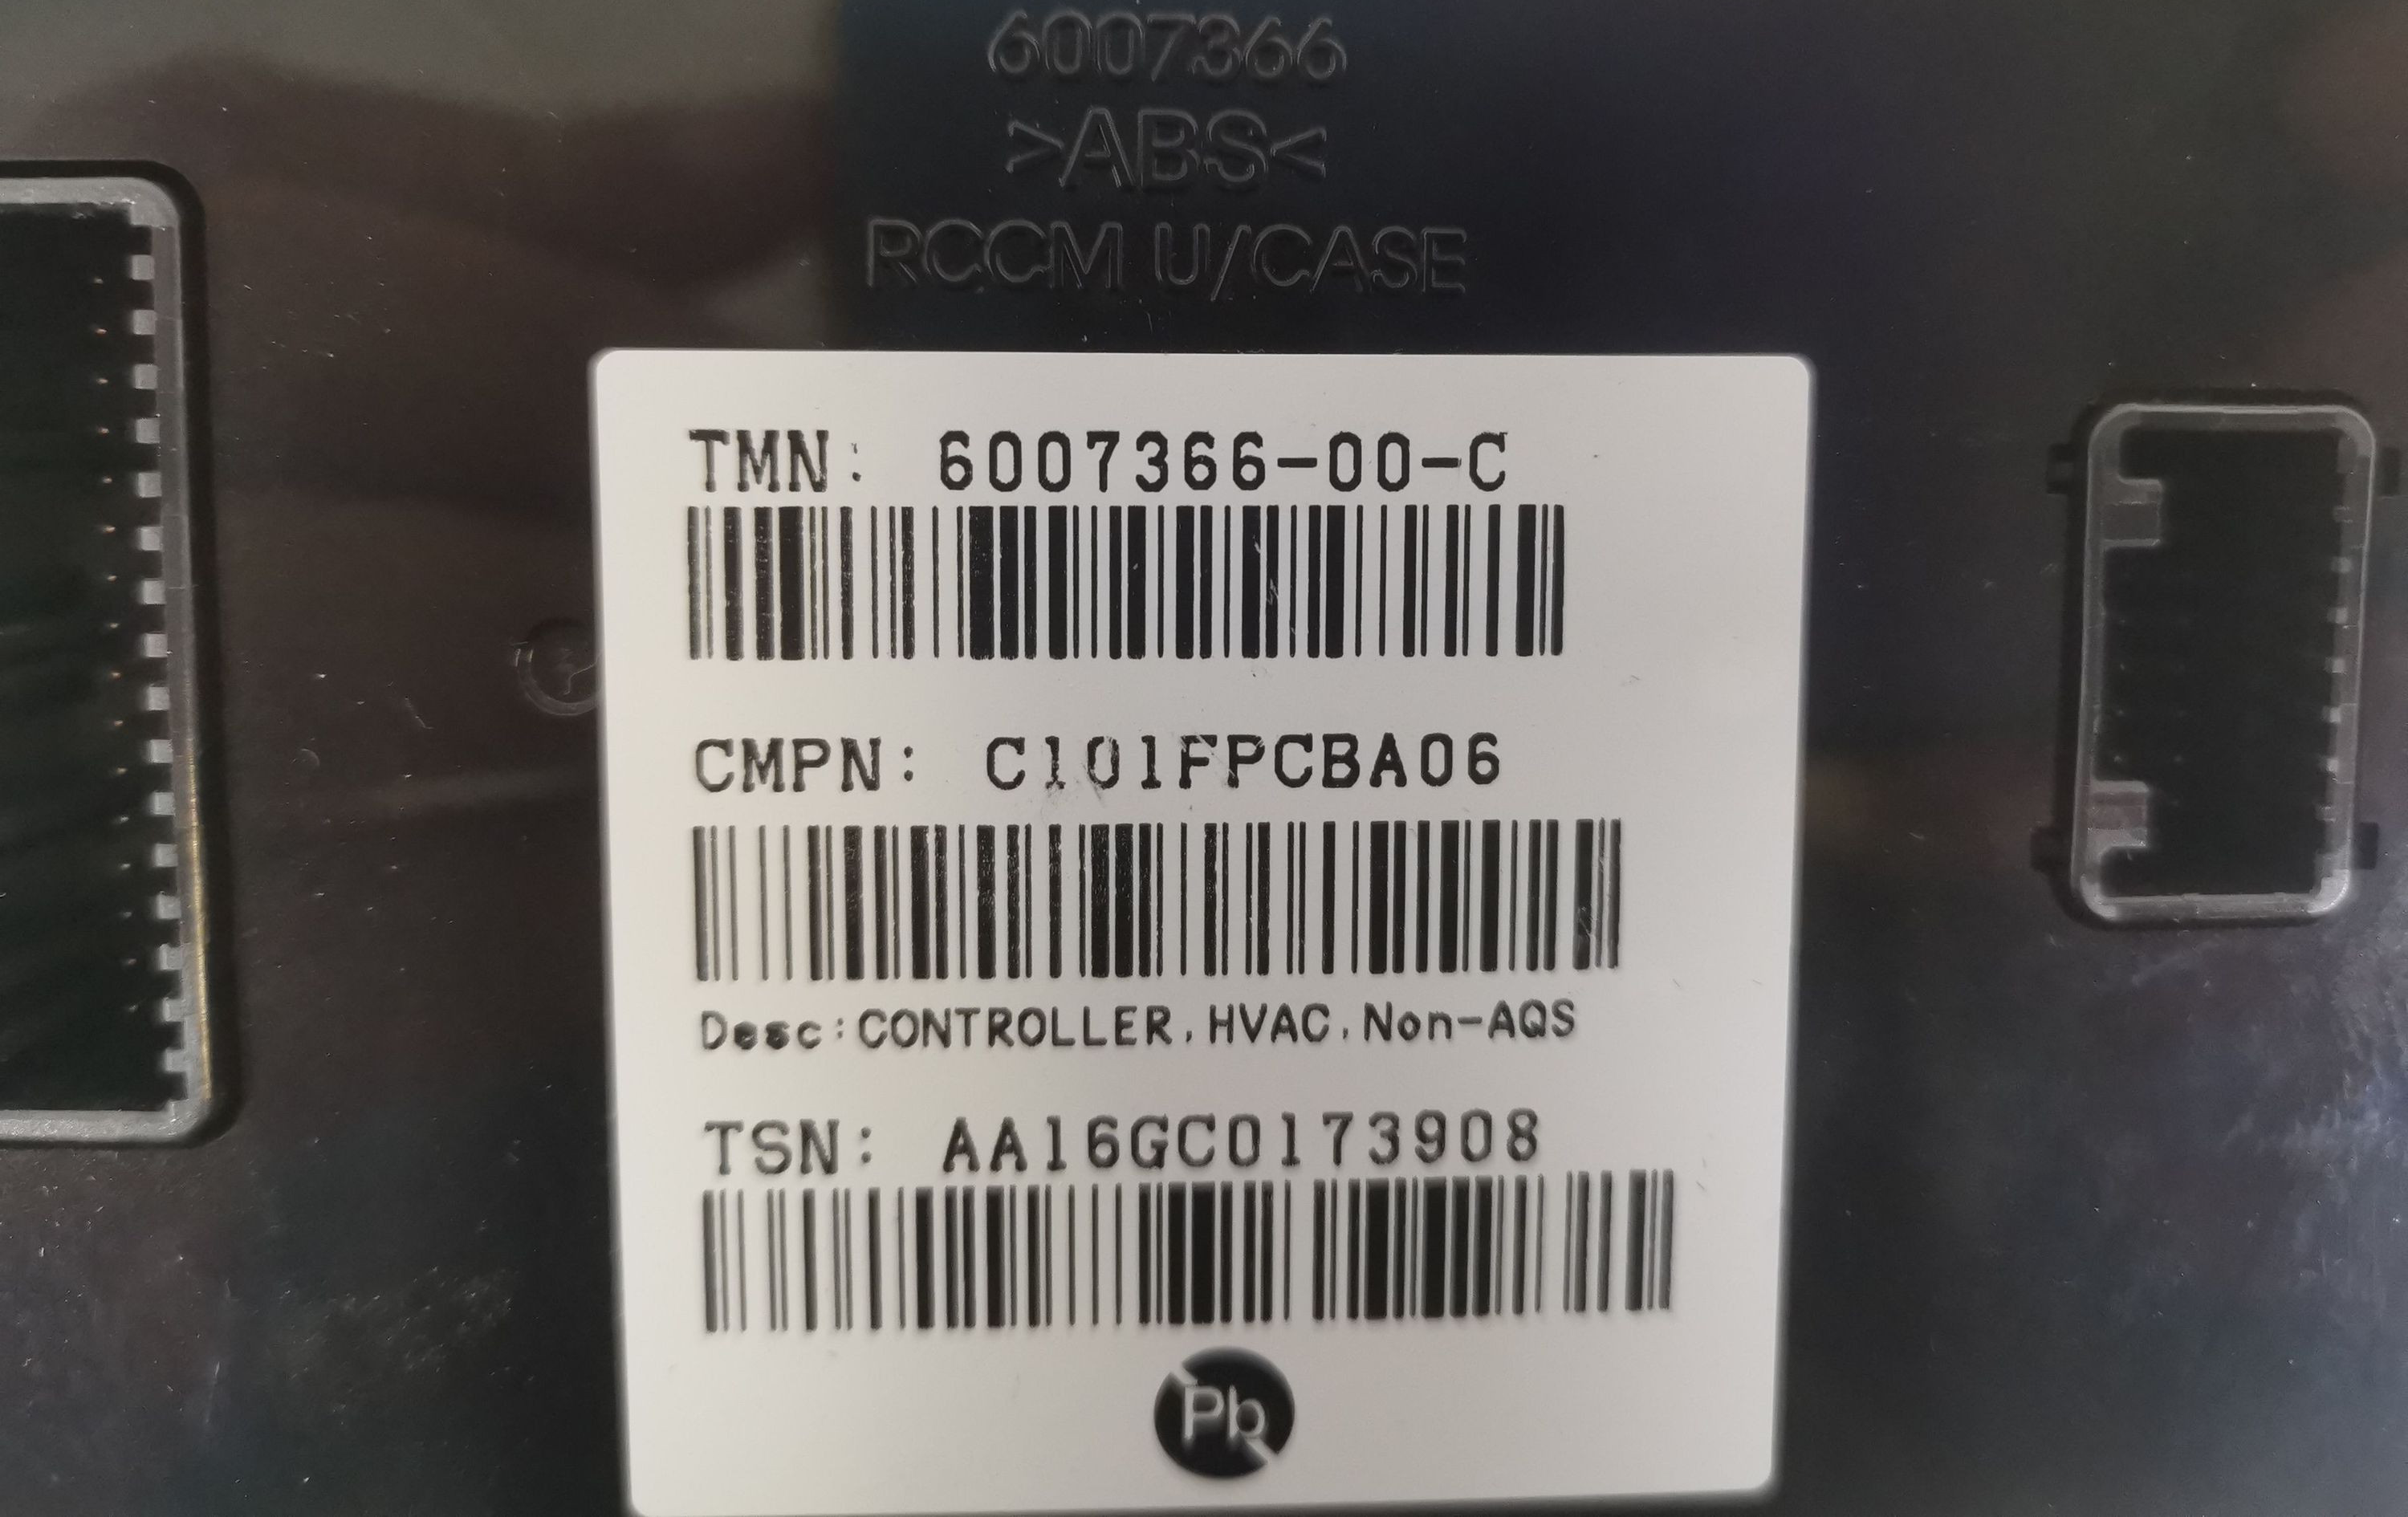 6007366
>ABS<
RCCM U/CASE
TMN: 6007366-00-C
CMPN: C101FPCBA06
Desc:CONTROLLER,HVAC,Non-AQS
TSN: AA16GC0173908
Pb